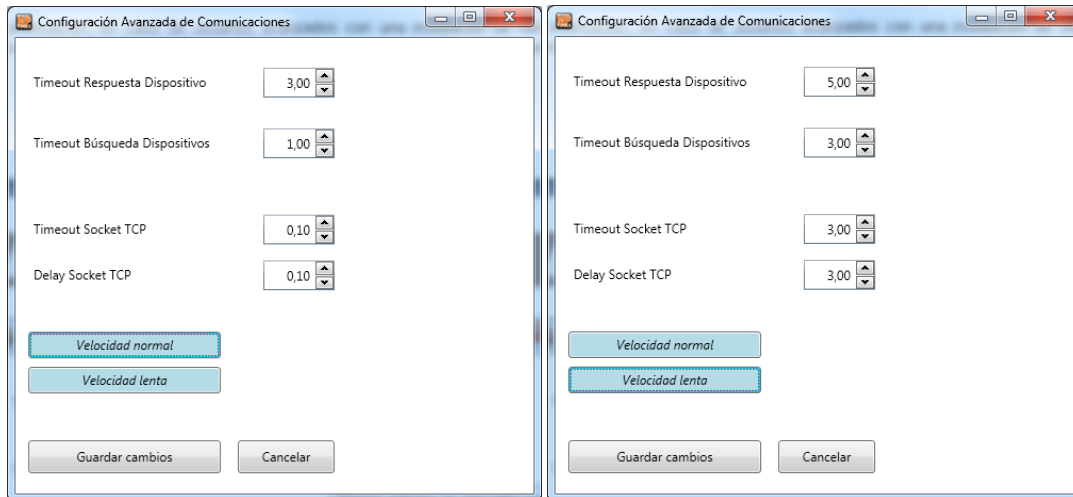 Configuración Avanzada de Comunicaciones
Timeout Respuesta Dispositivo 3,00
Timeout Búsqueda Dispositivos 1,00
Timeout Socket TCP 0,10
Delay Socket TCP 0,10
Velocidad normal
Velocidad lenta
Guardar cambios Cancelar
Configuración Avanzada de Comunicaciones
Timeout Respuesta Dispositivo 5,00
Timeout Búsqueda Dispositivos 3,00
Timeout Socket TCP 3,00
Delay Socket TCP 3,00
Velocidad normal
Velocidad lenta
Guardar cambios Cancelar